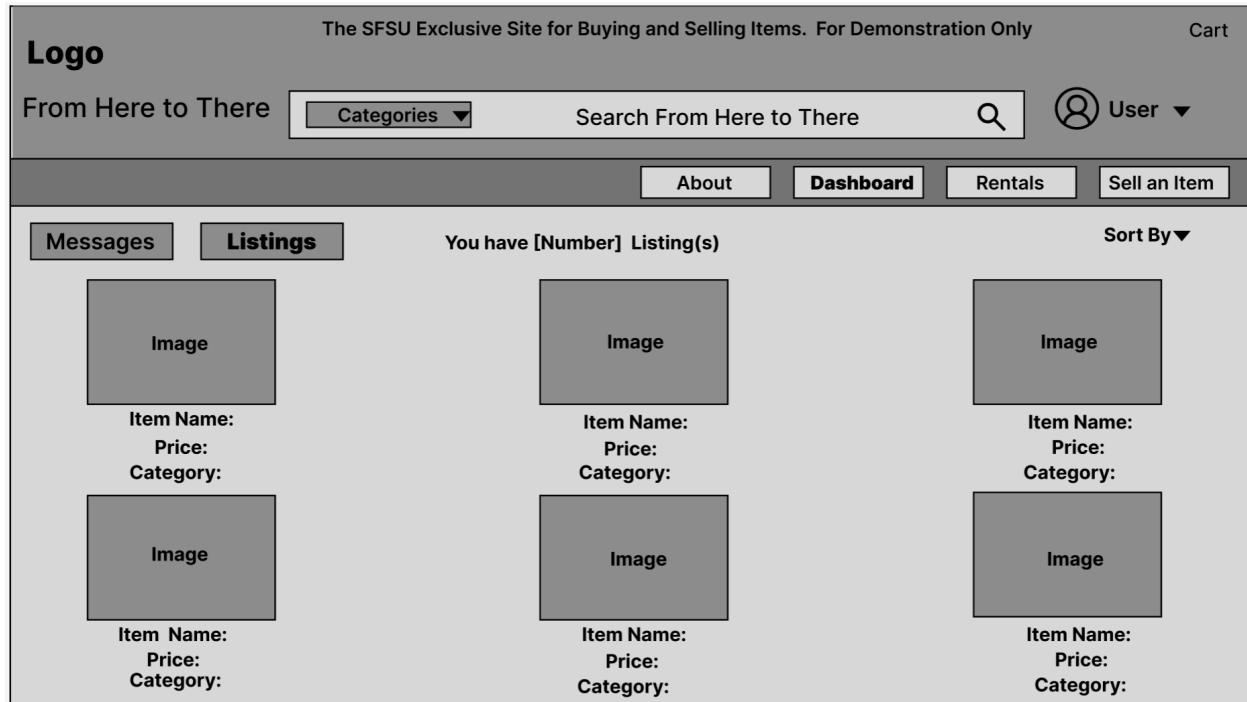 The SFSU Exclusive Site for Buying and Selling Items. For Demonstration Only
Cart
Logo
From Here to There
Categories
Search From Here to There
User
About
Dashboard
Rentals
Sell an Item
Messages
Listings
You have [Number] Listing(s)
Sort By
Image
Image
Image
Item Name:
Price:
Category:
Item Name:
Price:
Category:
Item Name:
Price:
Category:
Image
Image
Image
Item Name:
Price:
Category:
Item Name:
Price:
Category:
Item Name:
Price:
Category: